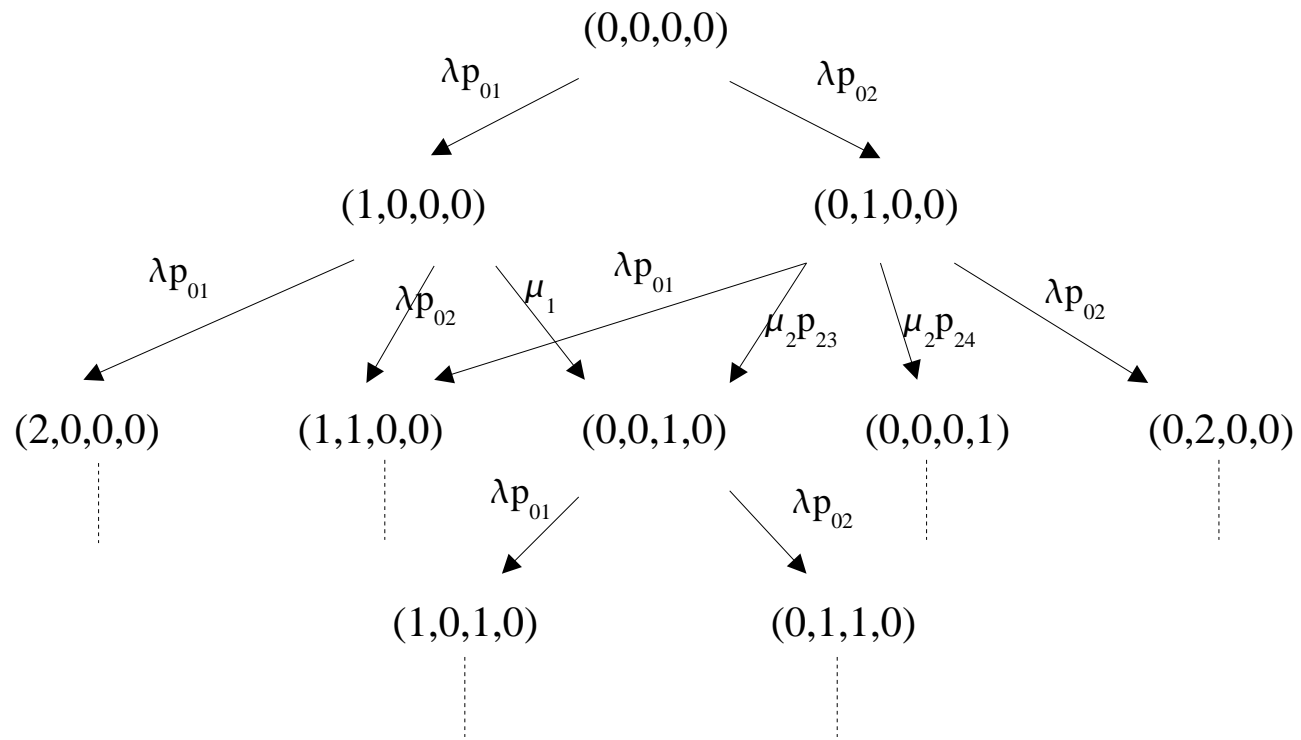 (0,0,0,0)
λp₀₁ λp₀₂
(1,0,0,0) (0,1,0,0)
λp₀₁ λp₀₂ μ₁ λp₀₁ μ₂p₂₃ μ₂p₂₄ λp₀₂
(2,0,0,0) (1,1,0,0) (0,0,1,0) (0,0,0,1) (0,2,0,0)
λp₀₁ λp₀₂
(1,0,1,0) (0,1,1,0)